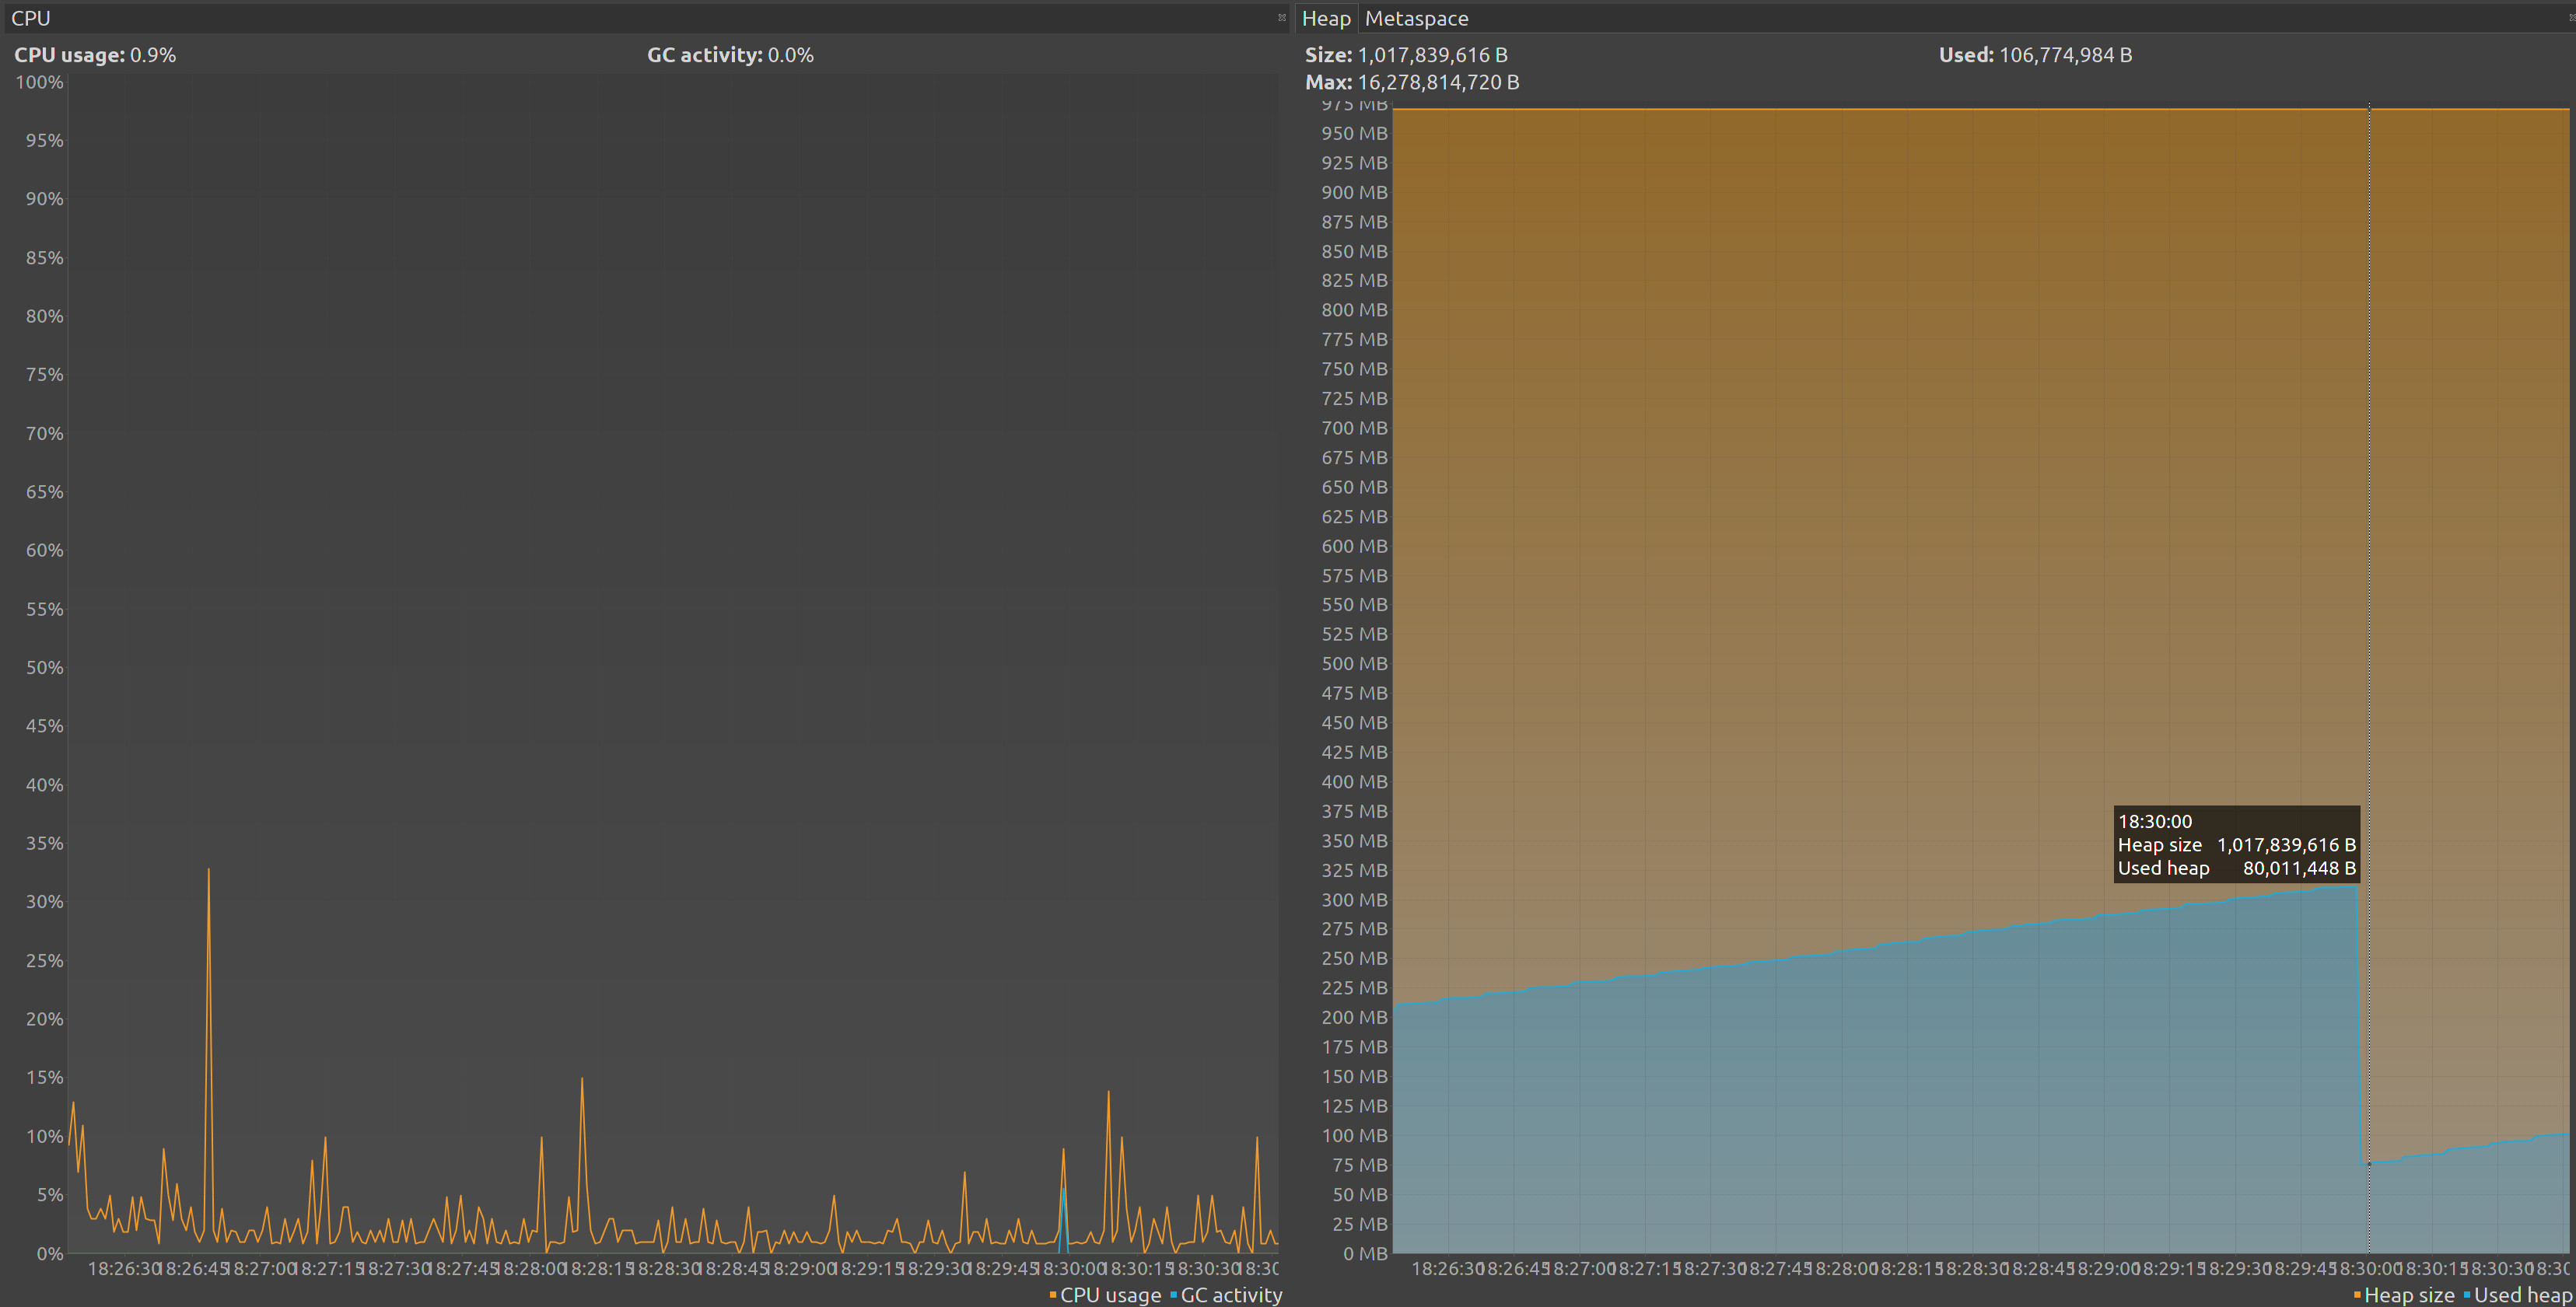 CPU
CPU usage: 0.9%
GC activity: 0.0%
100%
95%
90%
85%
80%
75%
70%
65%
60%
55%
50%
45%
40%
35%
30%
25%
20%
15%
10%
5%
0%
18:26:30 18:26:45 18:27:00 18:27:15 18:27:30 18:27:45 18:28:00 18:28:15 18:28:30 18:28:45 18:29:00 18:29:15 18:29:30 18:29:45 18:30:00 18:30:15 18:30:30 18:30
CPU usage GC activity
Heap Metaspace
Size: 1,017,839,616 B
Used: 106,774,984 B
Max: 16,278,814,720 B
975 MB
950 MB
925 MB
900 MB
875 MB
850 MB
825 MB
800 MB
775 MB
750 MB
725 MB
700 MB
675 MB
650 MB
625 MB
600 MB
575 MB
550 MB
525 MB
500 MB
475 MB
450 MB
425 MB
400 MB
375 MB
350 MB
325 MB
300 MB
275 MB
250 MB
225 MB
200 MB
175 MB
150 MB
125 MB
100 MB
75 MB
50 MB
25 MB
0 MB
18:30:00
Heap size 1,017,839,616 B
Used heap 80,011,448 B
18:26:30 18:26:45 18:27:00 18:27:15 18:27:30 18:27:45 18:28:00 18:28:15 18:28:30 18:28:45 18:29:00 18:29:15 18:29:30 18:29:45 18:30:00 18:30:15 18:30:30 18:30
Heap size Used heap